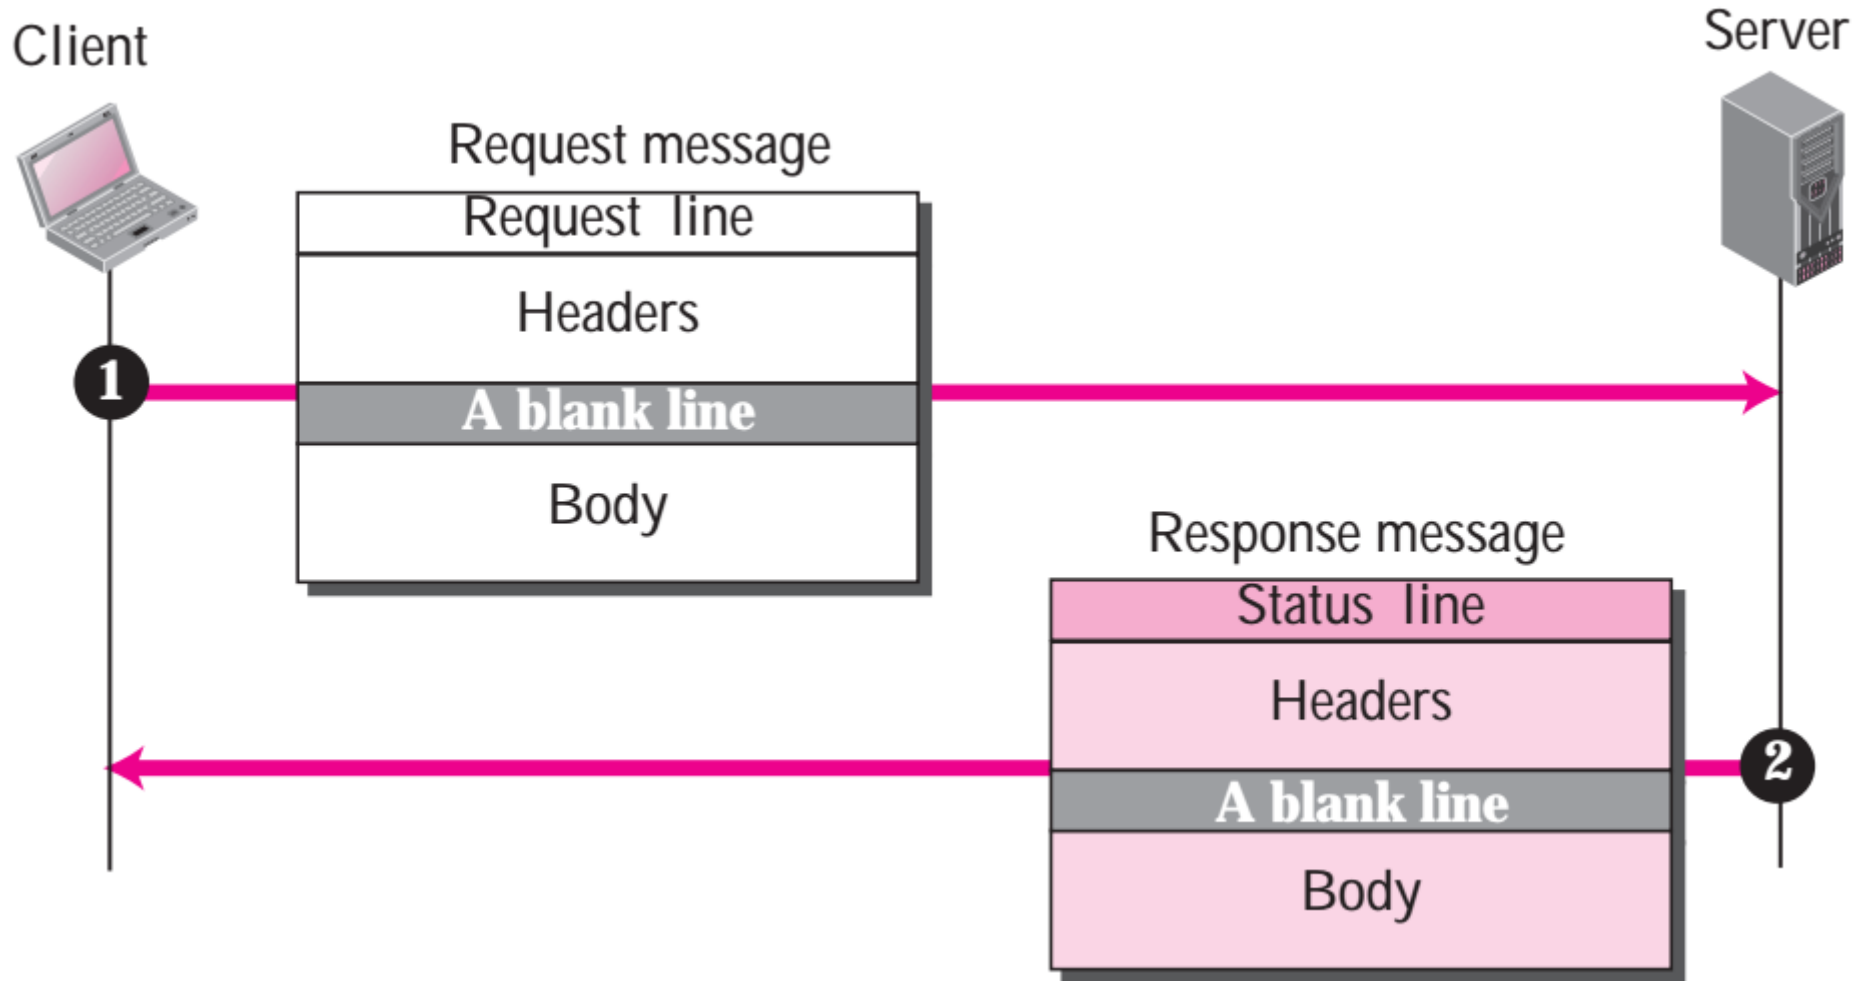 Client
Server
Request message
Request line
Headers
1
A blank line
Body
Response message
Status line
Headers
2
A blank line
Body